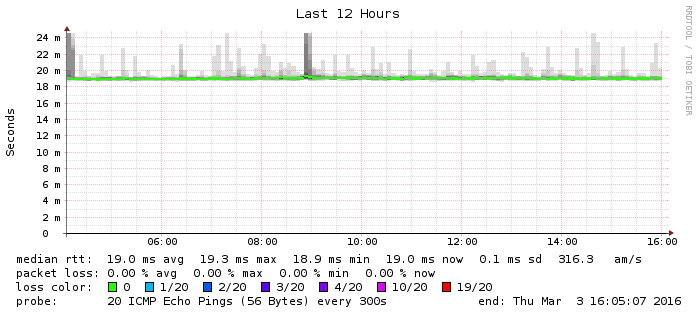 Last 12 Hours
RRDTOOL / TOBI OETIKER
Seconds
24 m
22 m
20 m
18 m
16 m
14 m
12 m
10 m
8 m
6 m
4 m
2 m
0
06:00 08:00 10:00 12:00 14:00 16:00
median rtt: 19.0 ms avg 19.3 ms max 18.9 ms min 19.0 ms now 0.1 ms sd 316.3 am/s
packet loss: 0.00 % avg 0.00 % max 0.00 % min 0.00 % now
loss color: 0 1/20 2/20 3/20 4/20 10/20 19/20
probe: 20 ICMP Echo Pings (56 Bytes) every 300s end: Thu Mar 3 16:05:07 2016